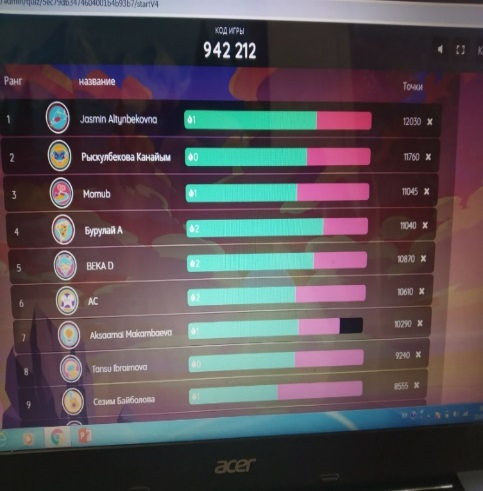 /admin/quiz/5ec79db3474604001b4b93b7/startV4
КОД ИГРЫ
942 212
Ранг название Точки
1 Jasmin Altynbekovna 1 12030 x
2 Рыскулбекова Канайым 0 11760 x
3 Momub 1 11045 x
4 Бурулай А 2 11040 x
5 BEKA D 2 10870 x
6 AC 2 10610 x
7 Aksaamai Makambaeva 1 10290 x
8 Tansu Ibraimova 0 9240 x
9 Сезим Байболова 1 8555 x
acer